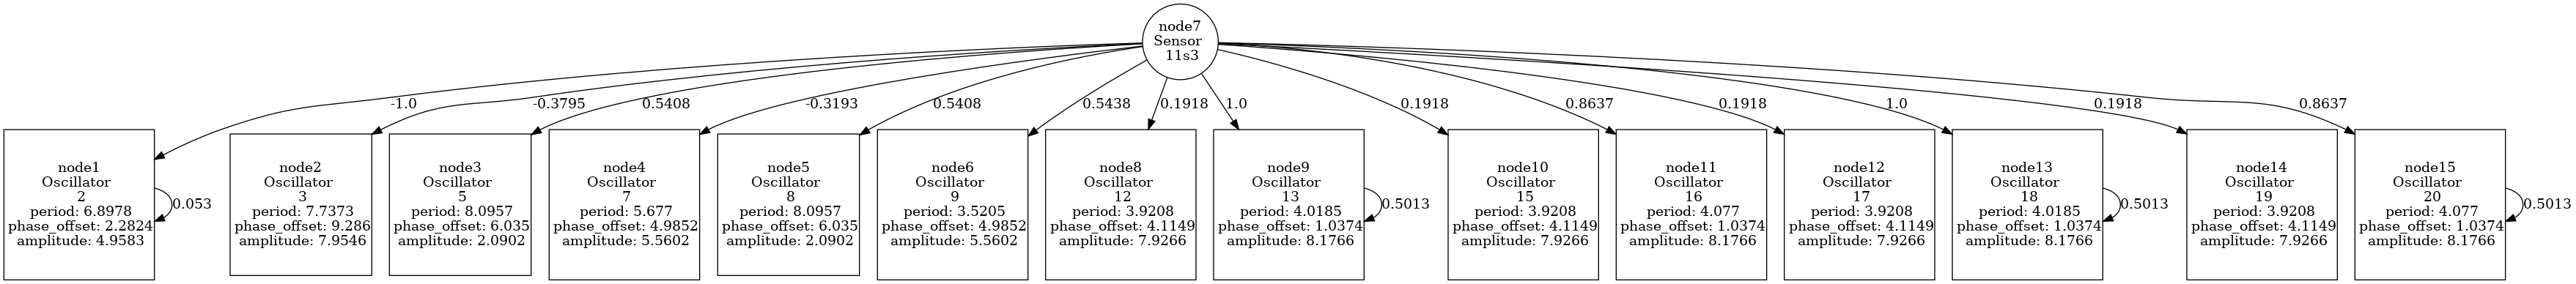 node7
Sensor
11s3
-1.0
-0.3795
0.5408
-0.3193
0.5408
0.5438
0.1918
1.0
0.1918
0.8637
0.1918
1.0
0.1918
0.8637
node1
Oscillator
2
period: 6.8978
phase_offset: 2.2824
amplitude: 4.9583
0.053
node2
Oscillator
3
period: 7.7373
phase_offset: 9.286
amplitude: 7.9546
node3
Oscillator
5
period: 8.0957
phase_offset: 6.035
amplitude: 2.0902
node4
Oscillator
7
period: 5.677
phase_offset: 4.9852
amplitude: 5.5602
node5
Oscillator
8
period: 8.0957
phase_offset: 6.035
amplitude: 2.0902
node6
Oscillator
9
period: 3.5205
phase_offset: 4.9852
amplitude: 5.5602
node8
Oscillator
12
period: 3.9208
phase_offset: 4.1149
amplitude: 7.9266
node9
Oscillator
13
period: 4.0185
phase_offset: 1.0374
amplitude: 8.1766
0.5013
node10
Oscillator
15
period: 3.9208
phase_offset: 4.1149
amplitude: 7.9266
node11
Oscillator
16
period: 4.077
phase_offset: 1.0374
amplitude: 8.1766
node12
Oscillator
17
period: 3.9208
phase_offset: 4.1149
amplitude: 7.9266
node13
Oscillator
18
period: 4.0185
phase_offset: 1.0374
amplitude: 8.1766
0.5013
node14
Oscillator
19
period: 3.9208
phase_offset: 4.1149
amplitude: 7.9266
node15
Oscillator
20
period: 4.077
phase_offset: 1.0374
amplitude: 8.1766
0.5013